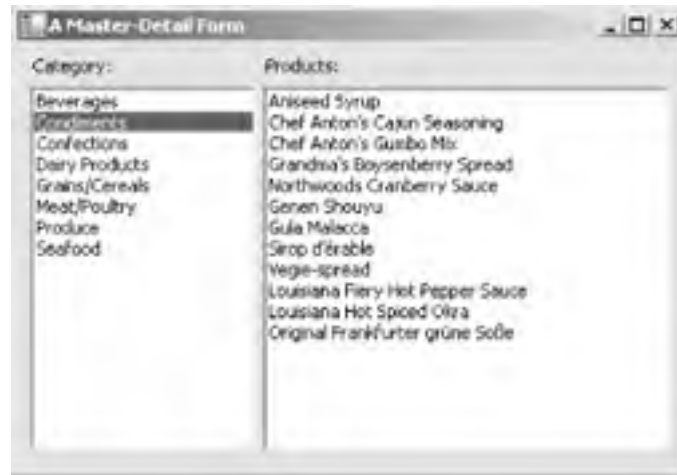 A Master-Detail Form
Category:
Beverages
Condiments
Confections
Dairy Products
Grains/Cereals
Meat/Poultry
Produce
Seafood
Products:
Aniseed Syrup
Chef Anton's Cajun Seasoning
Chef Anton's Gumbo Mix
Grandma's Boysenberry Spread
Northwoods Cranberry Sauce
Genen Shouyu
Gula Malacca
Sirop d'érable
Vegie-spread
Louisiana Fiery Hot Pepper Sauce
Louisiana Hot Spiced Okra
Original Frankfurter grüne Soße